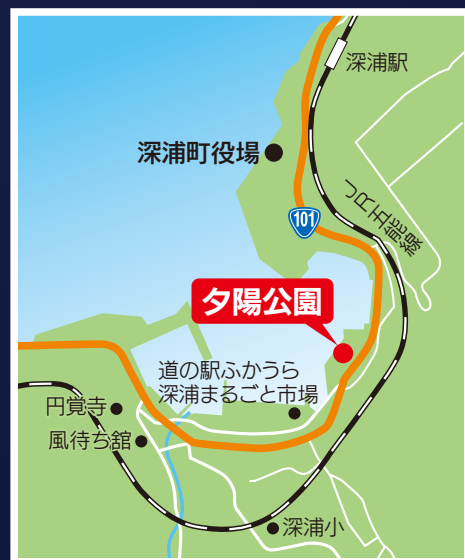 深浦駅
深浦町役場
101
JR五能線
夕陽公園
道の駅ふかうら
深浦まるごと市場
円覚寺
風待ち舘
深浦小